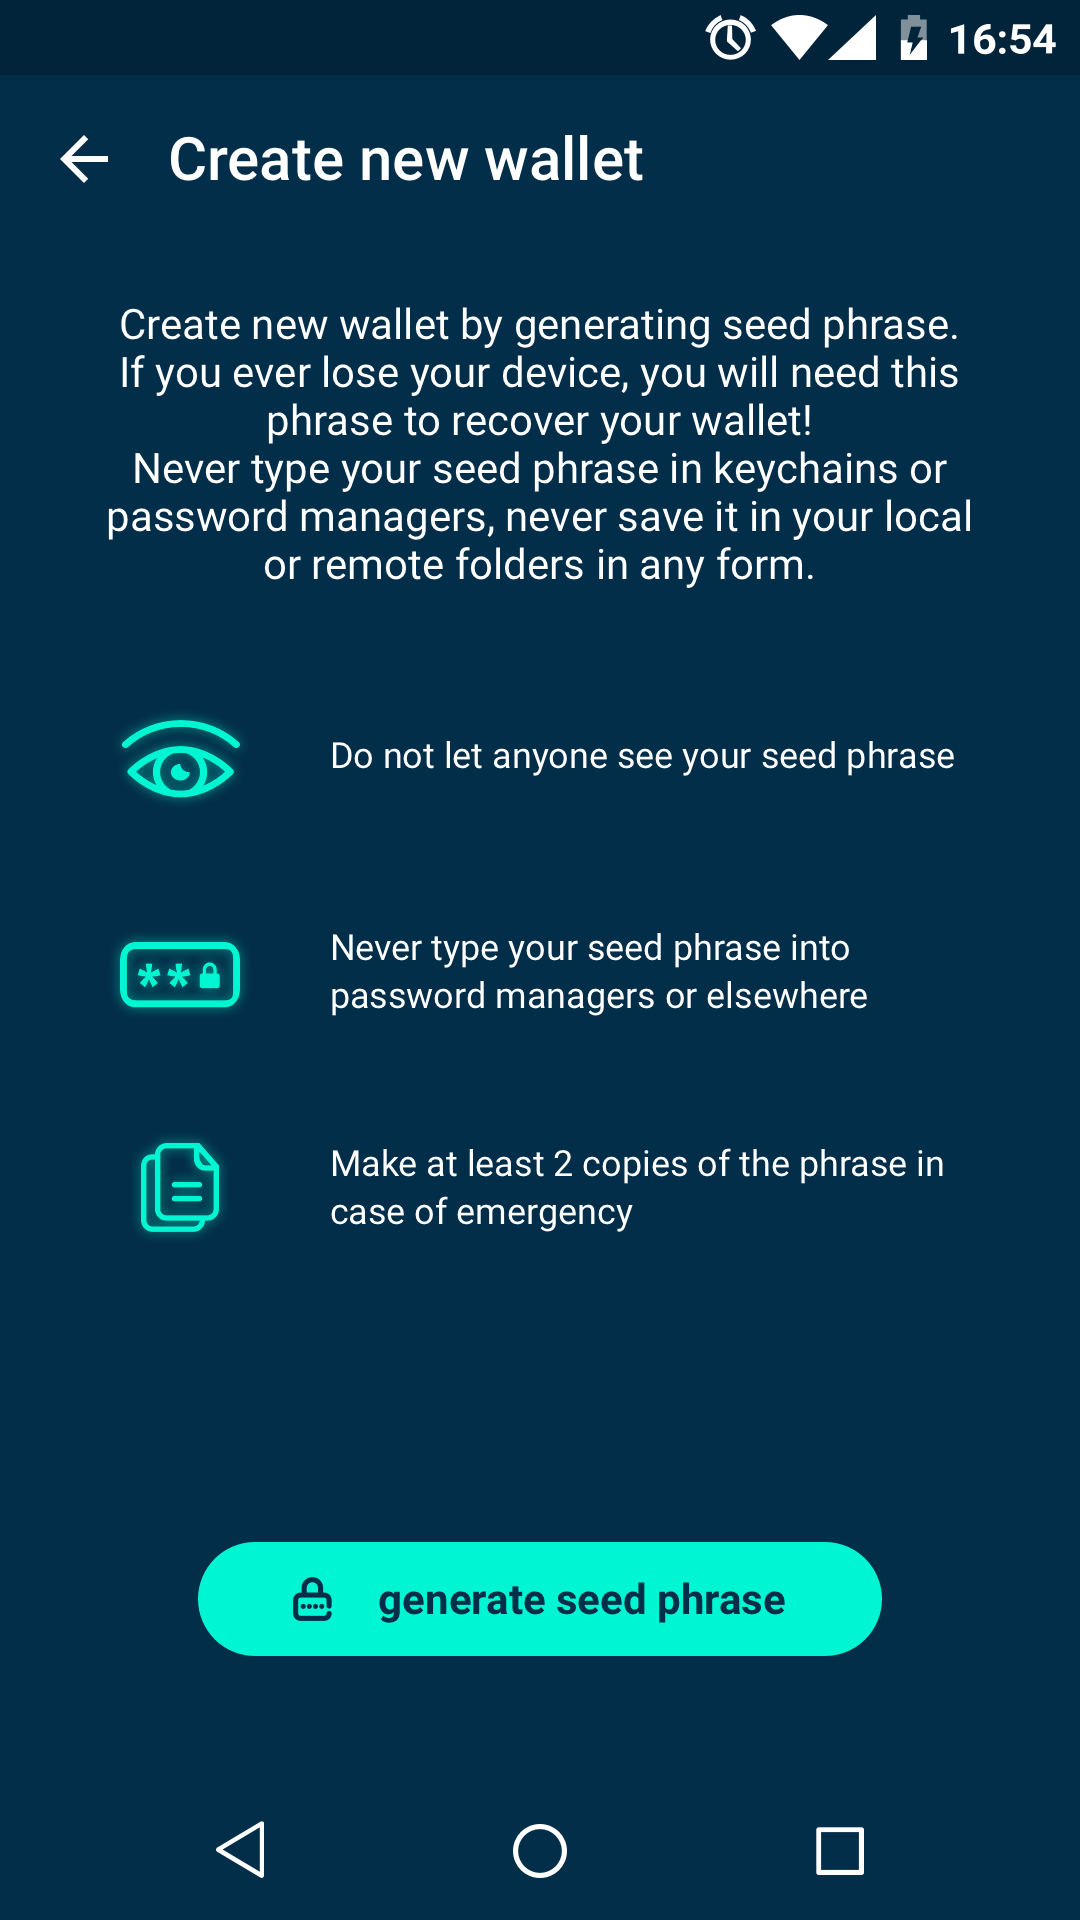 16:54
Create new wallet
Create new wallet by generating seed phrase.
If you ever lose your device, you will need this
phrase to recover your wallet!
Never type your seed phrase in keychains or
password managers, never save it in your local
or remote folders in any form.
Do not let anyone see your seed phrase
Never type your seed phrase into
password managers or elsewhere
Make at least 2 copies of the phrase in
case of emergency
generate seed phrase